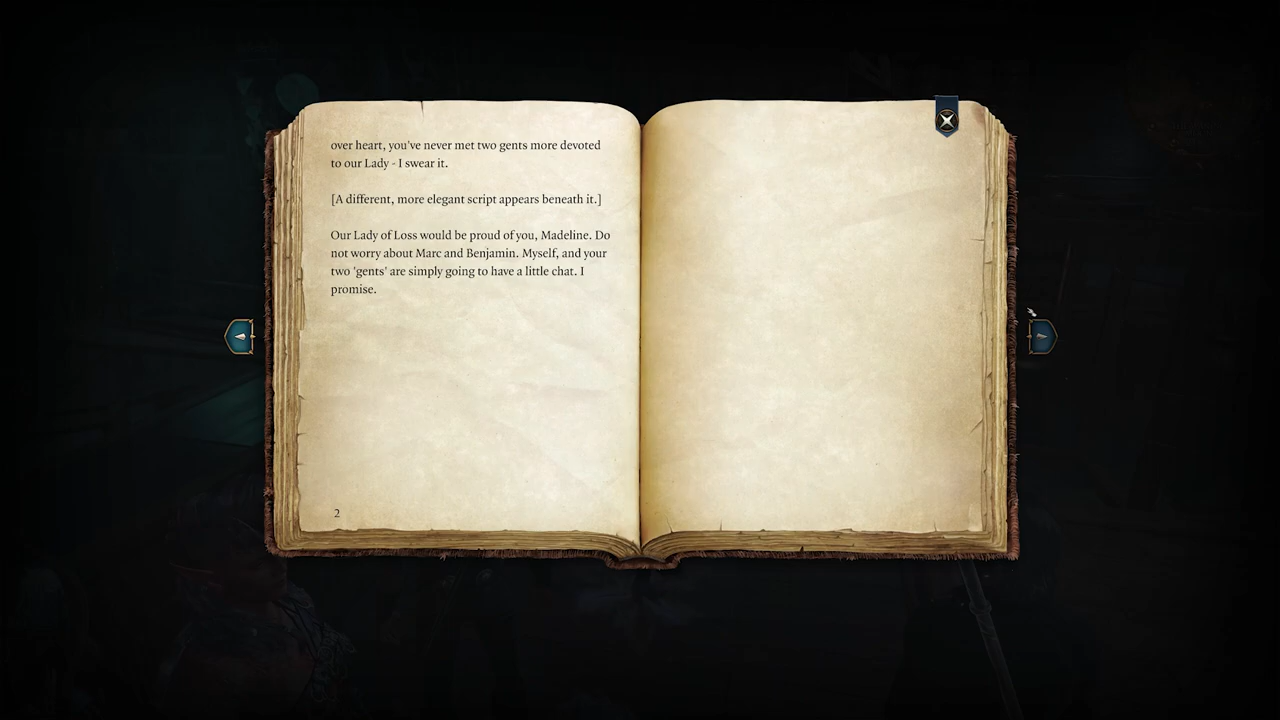 over heart, you've never met two gents more devoted
to our Lady - I swear it.
[A different, more elegant script appears beneath it.]
Our Lady of Loss would be proud of you, Madeline. Do
not worry about Marc and Benjamin. Myself, and your
two 'gents' are simply going to have a little chat. I
promise.
2